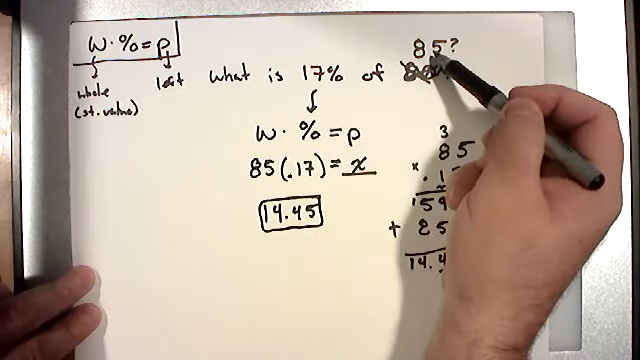 W · % = p
whole
(st. value)
85?
what is 17% of
W · % = p
85 (.17) = x
14.45
3
85
x .1
159
+ 85
14.4